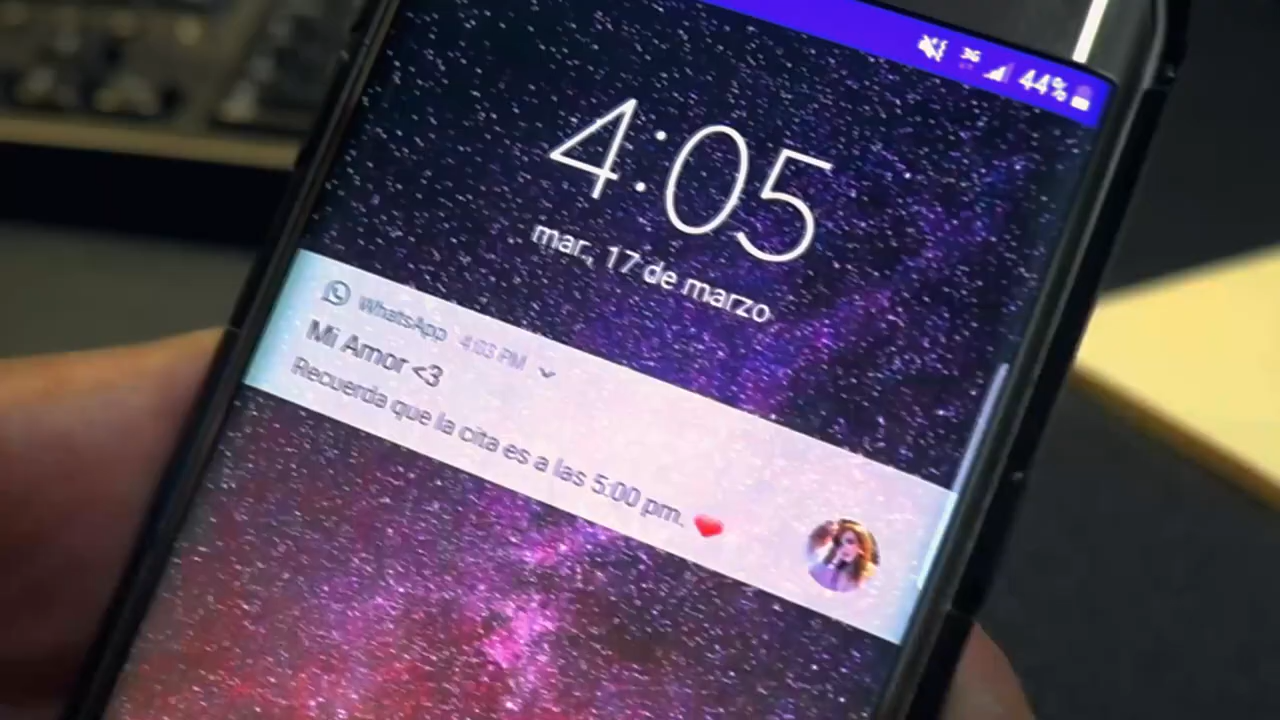 3G 44%
4:05
mar., 17 de marzo
WhatsApp 4:03 PM
Mi Amor <3
Recuerda que la cita es a las 5:00 pm. ❤